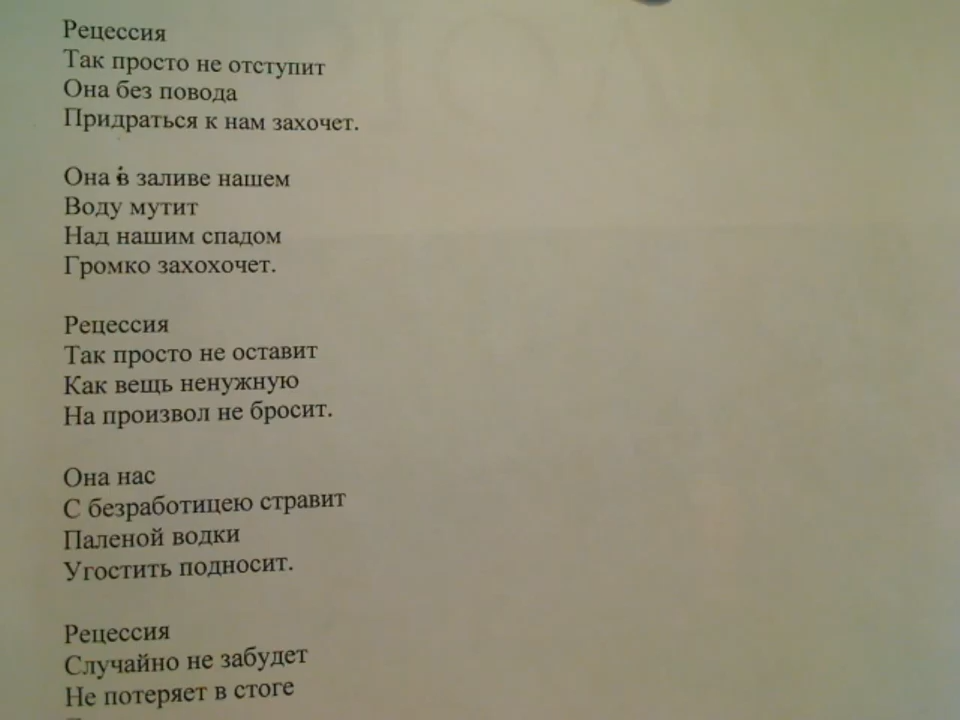 Рецессия
Так просто не отступит
Она без повода
Придраться к нам захочет.
Она в заливе нашем
Воду мутит
Над нашим спадом
Громко захохочет.
Рецессия
Так просто не оставит
Как вещь ненужную
На произвол не бросит.
Она нас
С безработицею стравит
Паленой водки
Угостить подносит.
Рецессия
Случайно не забудет
Не потеряет в стоге